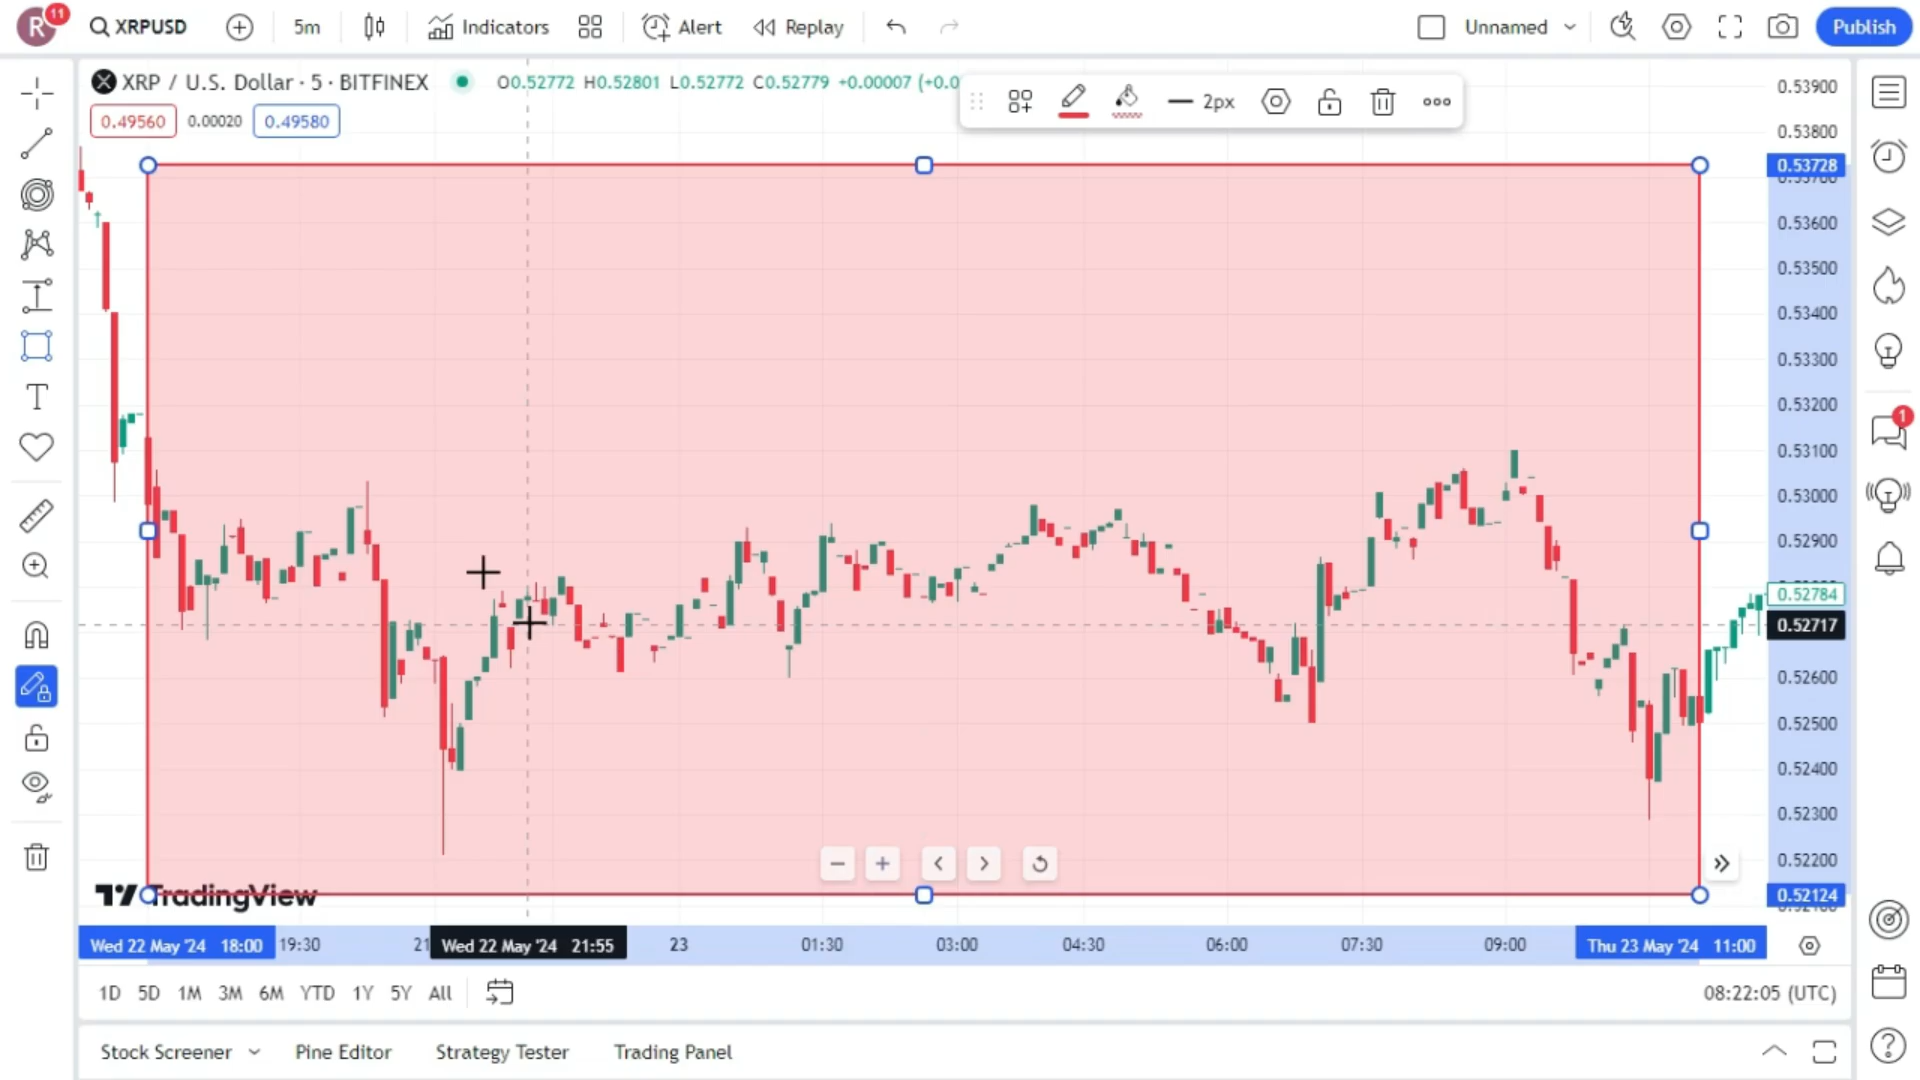 R 11 XRPUSD 5m Indicators Alert Replay Unnamed Publish
XRP / U.S. Dollar · 5 · BITFINEX O0.52772 H0.52801 L0.52772 C0.52779 +0.00007 (+0.0
0.49560 0.00020 0.49580
2px
0.53900
0.53800
0.53728
0.53600
0.53500
0.53400
0.53300
0.53200
0.53100
0.53000
0.52900
0.52784
0.52717
0.52600
0.52500
0.52400
0.52300
0.52200
0.52124
1
TradingView
Wed 22 May '24 18:00 19:30 21 Wed 22 May '24 21:55 23 01:30 03:00 04:30 06:00 07:30 09:00 Thu 23 May '24 11:00
1D 5D 1M 3M 6M YTD 1Y 5Y All 08:22:05 (UTC)
Stock Screener Pine Editor Strategy Tester Trading Panel